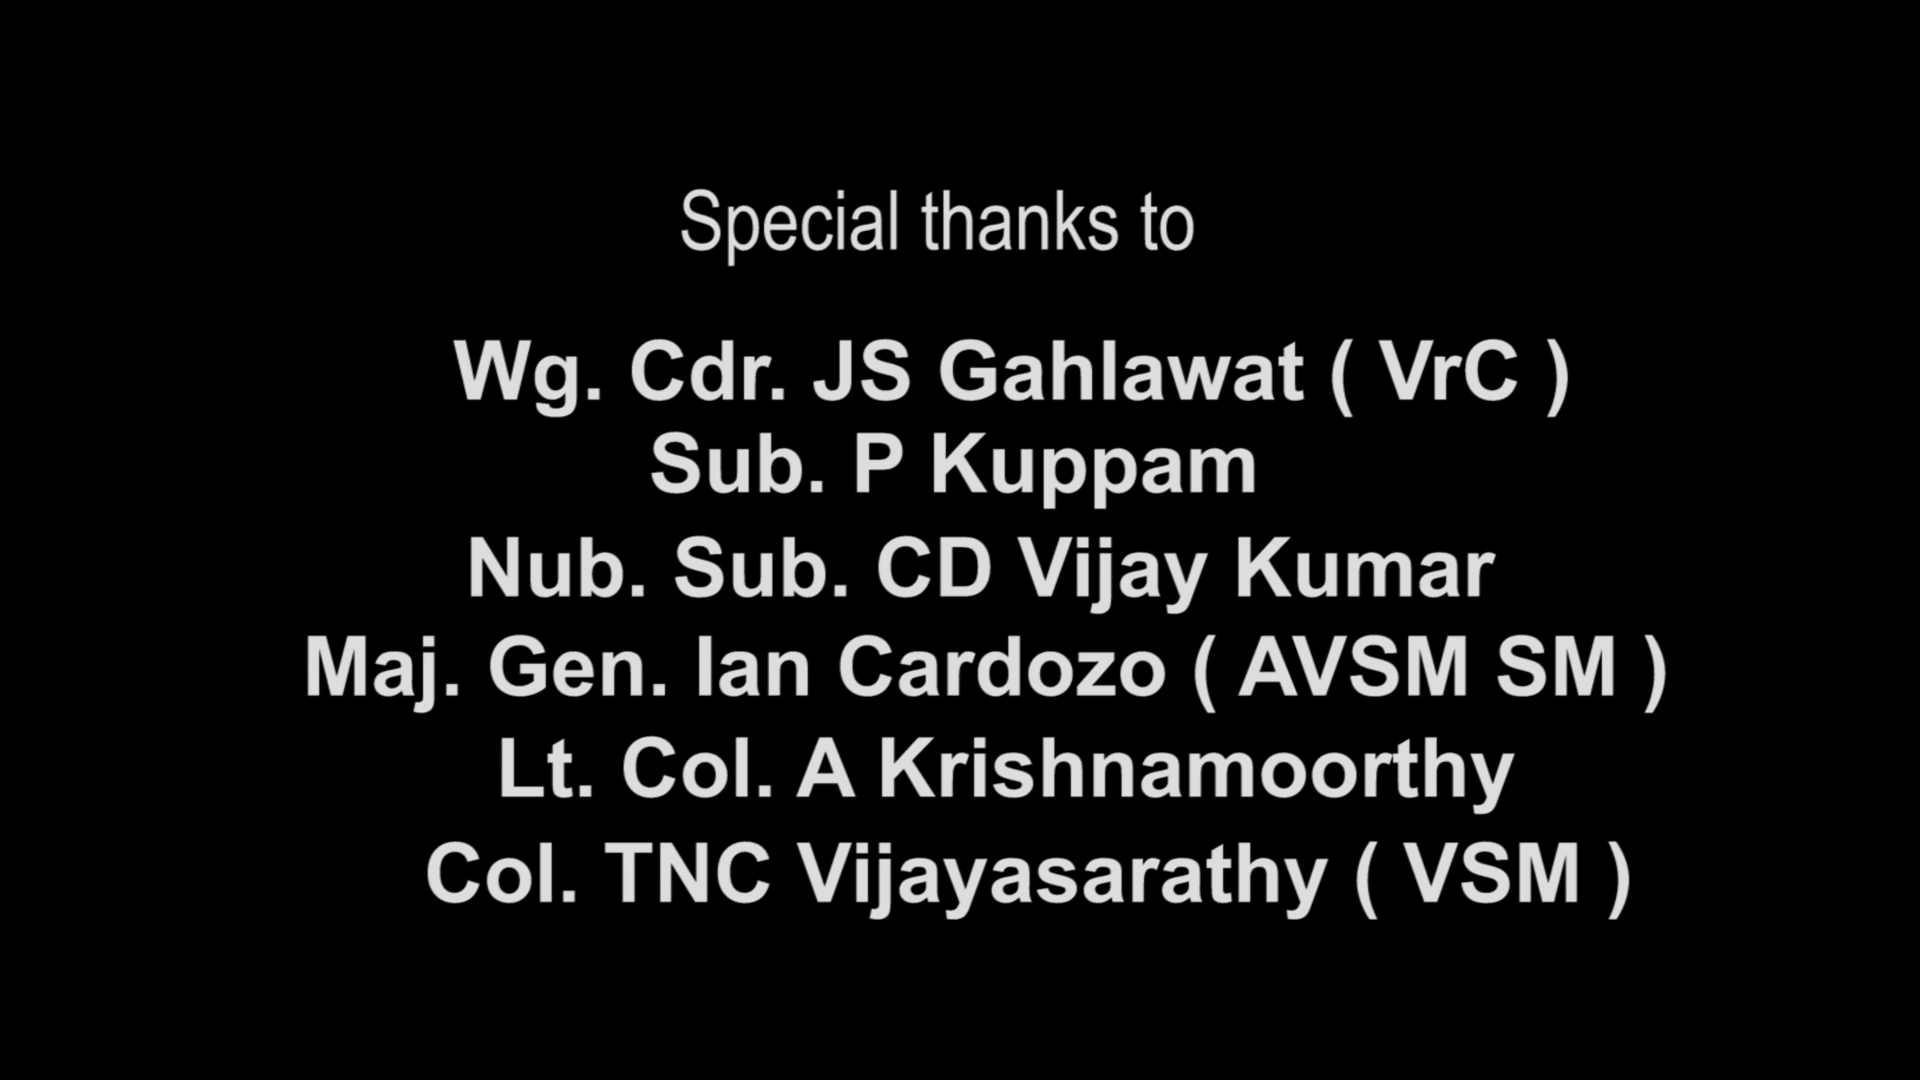 Special thanks to
Wg. Cdr. JS Gahlawat ( VrC )
Sub. P Kuppam
Nub. Sub. CD Vijay Kumar
Maj. Gen. Ian Cardozo ( AVSM SM )
Lt. Col. A Krishnamoorthy
Col. TNC Vijayasarathy ( VSM )